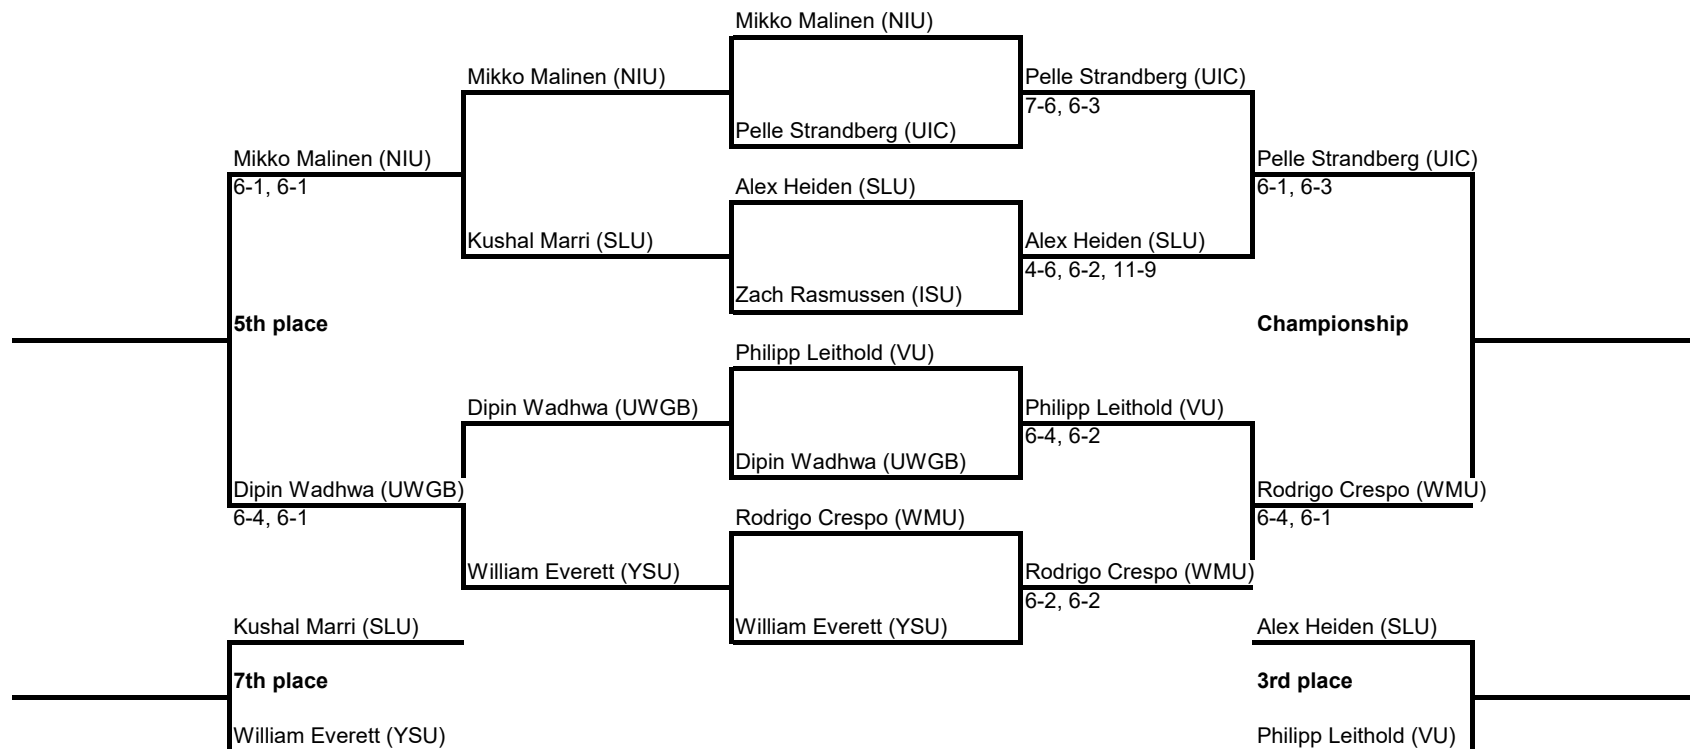 Mikko Malinen (NIU)
Mikko Malinen (NIU)
Pelle Strandberg (UIC)
7-6, 6-3
Pelle Strandberg (UIC)
Mikko Malinen (NIU)
6-1, 6-1
Pelle Strandberg (UIC)
6-1, 6-3
Alex Heiden (SLU)
Kushal Marri (SLU)
Alex Heiden (SLU)
4-6, 6-2, 11-9
Zach Rasmussen (ISU)
5th place
Championship
Philipp Leithold (VU)
Dipin Wadhwa (UWGB)
Philipp Leithold (VU)
6-4, 6-2
Dipin Wadhwa (UWGB)
Dipin Wadhwa (UWGB)
6-4, 6-1
Rodrigo Crespo (WMU)
6-4, 6-1
Rodrigo Crespo (WMU)
William Everett (YSU)
Rodrigo Crespo (WMU)
6-2, 6-2
Kushal Marri (SLU)
William Everett (YSU)
Alex Heiden (SLU)
7th place
3rd place
William Everett (YSU)
Philipp Leithold (VU)